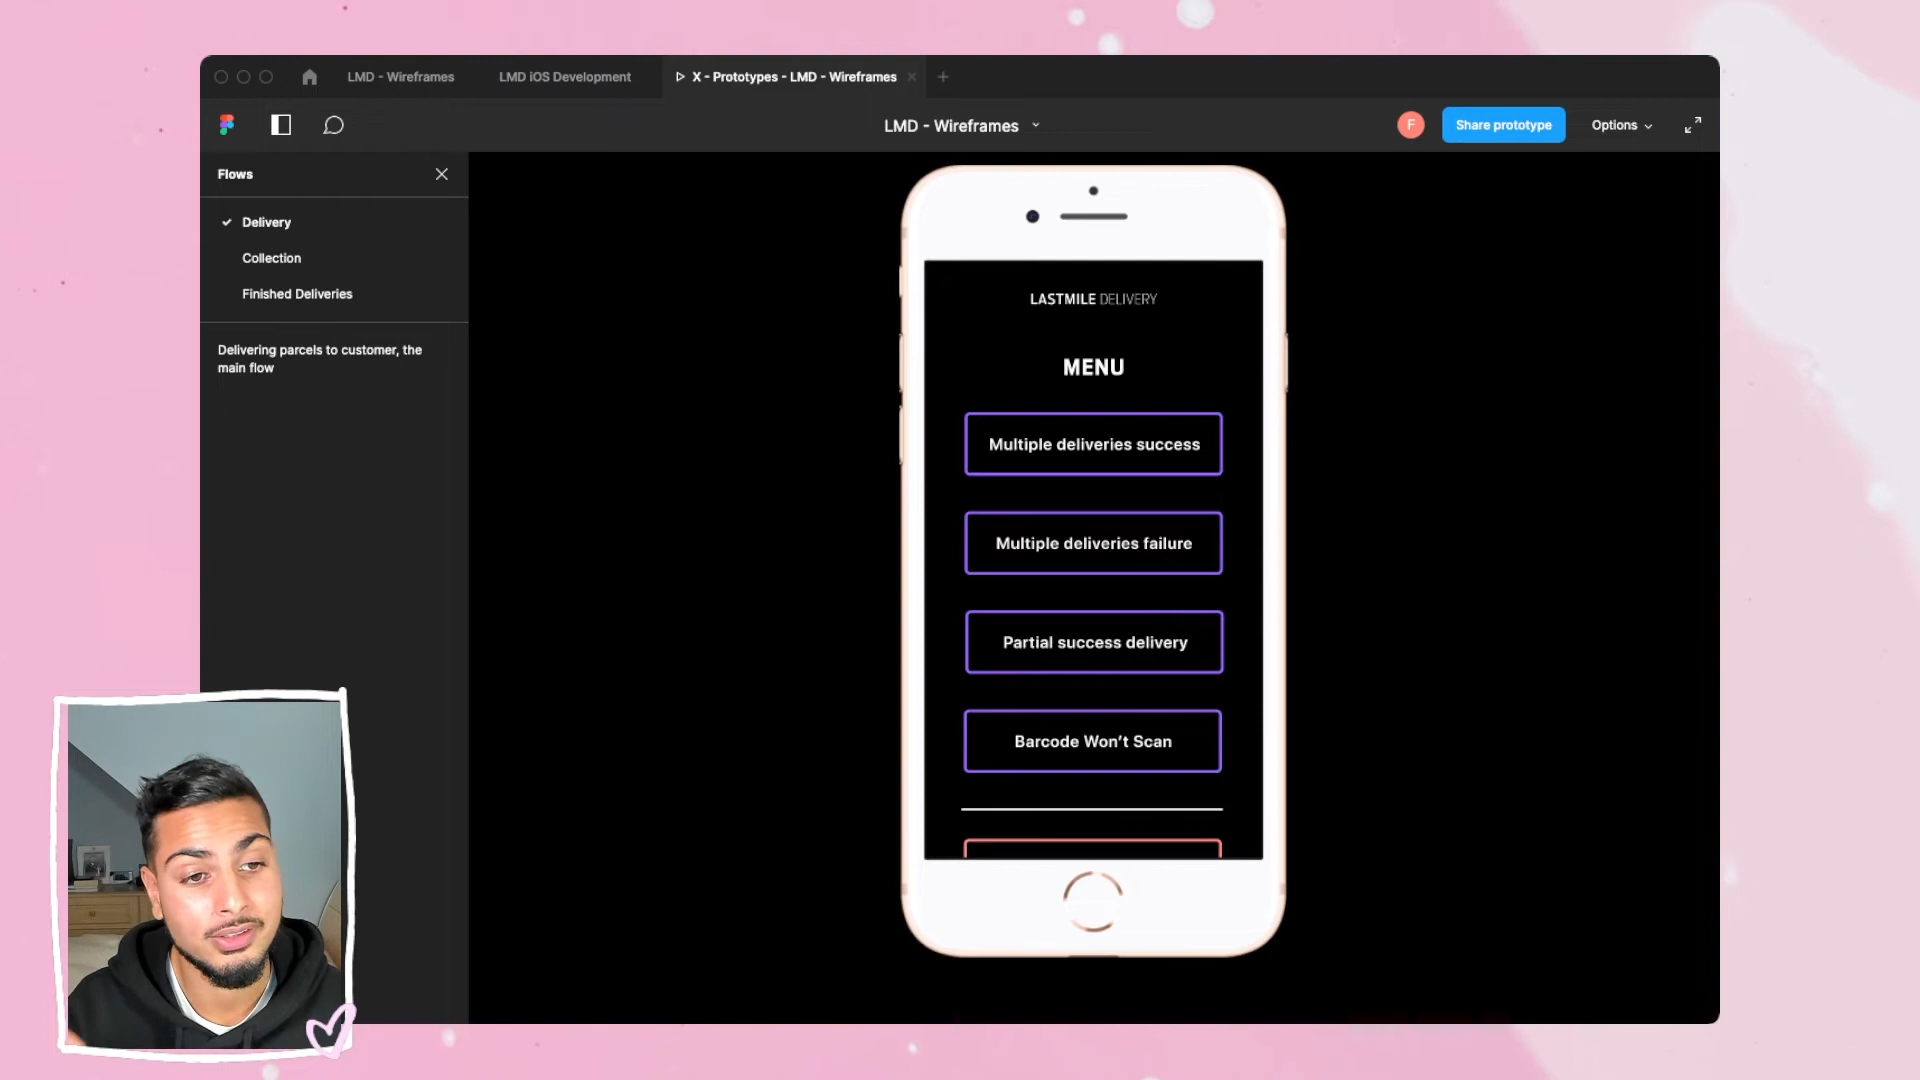 LMD - Wireframes
LMD iOS Development
X - Prototypes - LMD - Wireframes
LMD - Wireframes
F
Share prototype
Options
Flows
Delivery
Collection
Finished Deliveries
Delivering parcels to customer, the
main flow
LASTMILE DELIVERY
MENU
Multiple deliveries success
Multiple deliveries failure
Partial success delivery
Barcode Won’t Scan